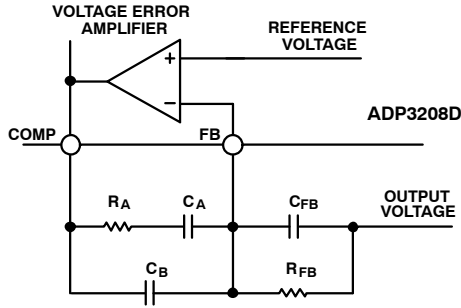 VOLTAGE ERROR
AMPLIFIER
REFERENCE
VOLTAGE
+
−
ADP3208D
COMP
FB
RA
CA
CFB
OUTPUT
VOLTAGE
CB
RFB